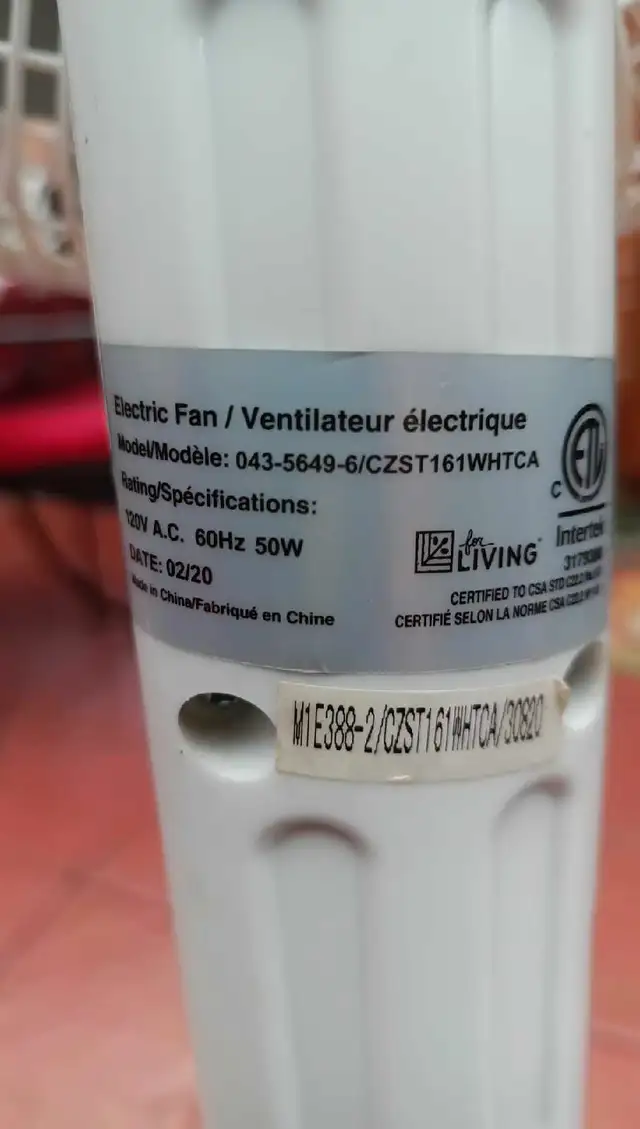 Electric Fan / Ventilateur électrique
Model/Modèle: 043-5649-6/CZST161WHTCA
Rating/Spécifications:
120V A.C. 60Hz 50W
DATE: 02/20
Made in China/Fabriqué en Chine
for LIVING
C ETL
Intertek
CERTIFIED TO CSA STD
CERTIFIÉ SELON LA NORME CSA
M1E388-2/CZST161WHTCA/30820